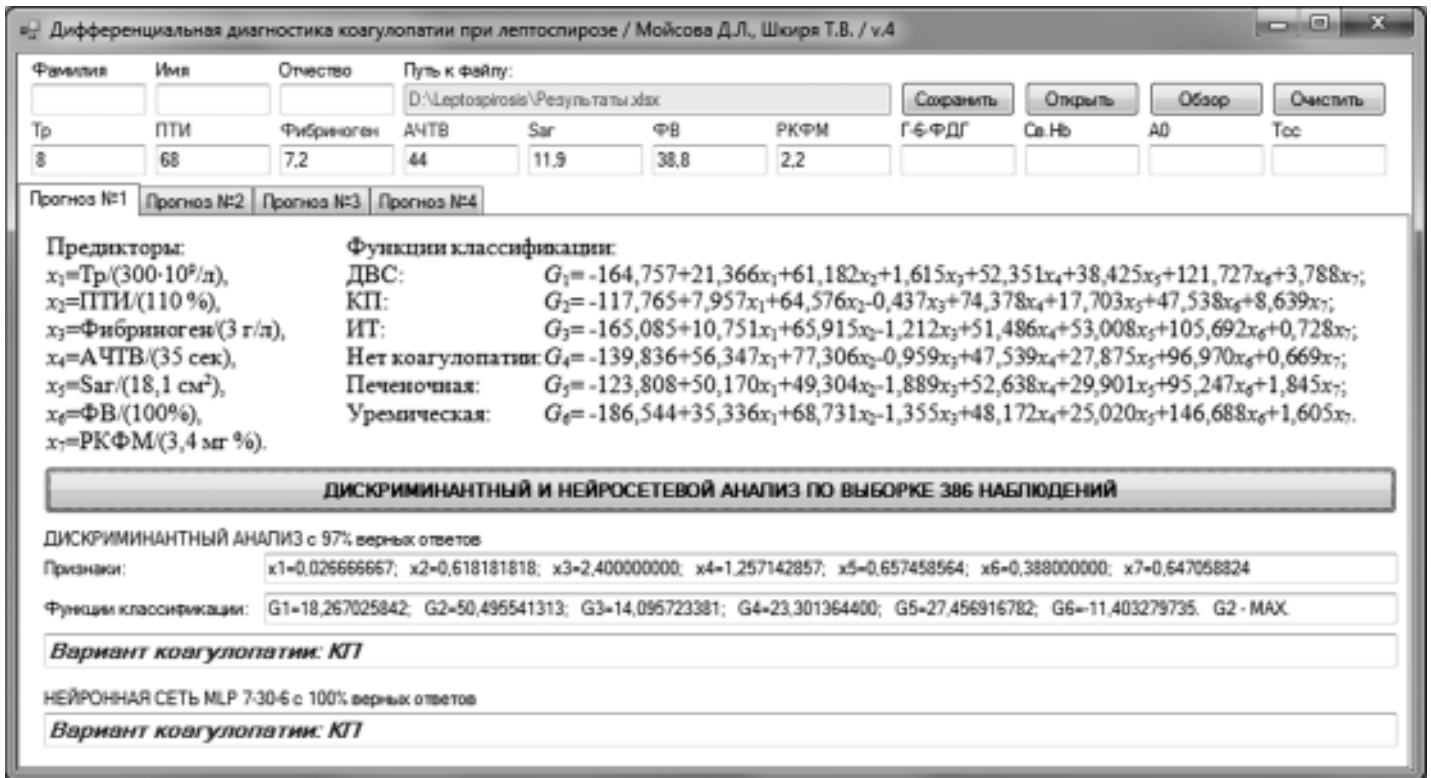 Дифференциальная диагностика коагулопатии при лептоспирозе / Мойсова Д.Л., Шкиря Т.В. / v.4
Фамилия Имя Отчество Путь к файлу:
D:\Leptospirosis\Результаты.xlsx Сохранить Открыть Обзор Очистить
Тр ПТИ Фибриноген АЧТВ Sаг ФВ РКФМ Г-6-ФДГ Св.Hb А0 Тсс
8 68 7,2 44 11,9 38,8 2,2
Прогноз №1 Прогноз №2 Прогноз №3 Прогноз №4
Предикторы: Функции классификации:
x₁=Тр/(300·10⁹/л), ДВС: G₁= -164,757+21,366x₁+61,182x₂+1,615x₃+52,351x₄+38,425x₅+121,727x₆+3,788x₇;
x₂=ПТИ/(110 %), КП: G₂= -117,765+7,957x₁+64,576x₂-0,437x₃+74,378x₄+17,703x₅+47,538x₆+8,639x₇;
x₃=Фибриноген/(3 г/л), ИТ: G₃= -165,085+10,751x₁+65,915x₂-1,212x₃+51,486x₄+53,008x₅+105,692x₆+0,728x₇;
x₄=АЧТВ/(35 сек), Нет коагулопатии: G₄= -139,836+56,347x₁+77,306x₂-0,959x₃+47,539x₄+27,875x₅+96,970x₆+0,669x₇;
x₅=Sаг/(18,1 см²), Печеночная: G₅= -123,808+50,170x₁+49,304x₂-1,889x₃+52,638x₄+29,901x₅+95,247x₆+1,845x₇;
x₆=ФВ/(100%), Уремическая: G₆= -186,544+35,336x₁+68,731x₂-1,355x₃+48,172x₄+25,020x₅+146,688x₆+1,605x₇.
x₇=РКФМ/(3,4 мг %).
ДИСКРИМИНАНТНЫЙ И НЕЙРОСЕТЕВОЙ АНАЛИЗ ПО ВЫБОРКЕ 386 НАБЛЮДЕНИЙ
ДИСКРИМИНАНТНЫЙ АНАЛИЗ с 97% верных ответов
Признаки: x1=0,026666667; x2=0,618181818; x3=2,400000000; x4=1,257142857; x5=0,657458564; x6=0,388000000; x7=0,647058824
Функции классификации: G1=18,267025842; G2=50,495541313; G3=14,095723381; G4=23,301364400; G5=27,456916782; G6=-11,403279735. G2 - MAX.
Вариант коагулопатии: КП
НЕЙРОННАЯ СЕТЬ MLP 7-30-6 с 100% верных ответов
Вариант коагулопатии: КП